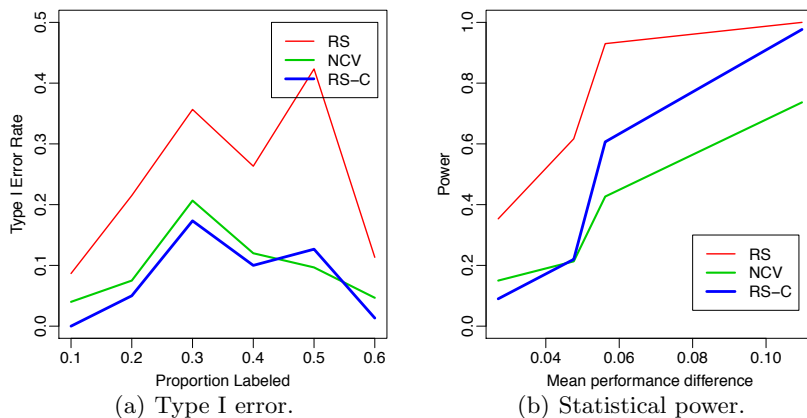 0.5
0.4
0.3
0.2
0.1
0.0
Type I Error Rate
RS
NCV
RS-C
0.1 0.2 0.3 0.4 0.5 0.6
Proportion Labeled
(a) Type I error.
1.0
0.8
0.6
0.4
0.2
0.0
Power
RS
NCV
RS-C
0.04 0.06 0.08 0.10
Mean performance difference
(b) Statistical power.